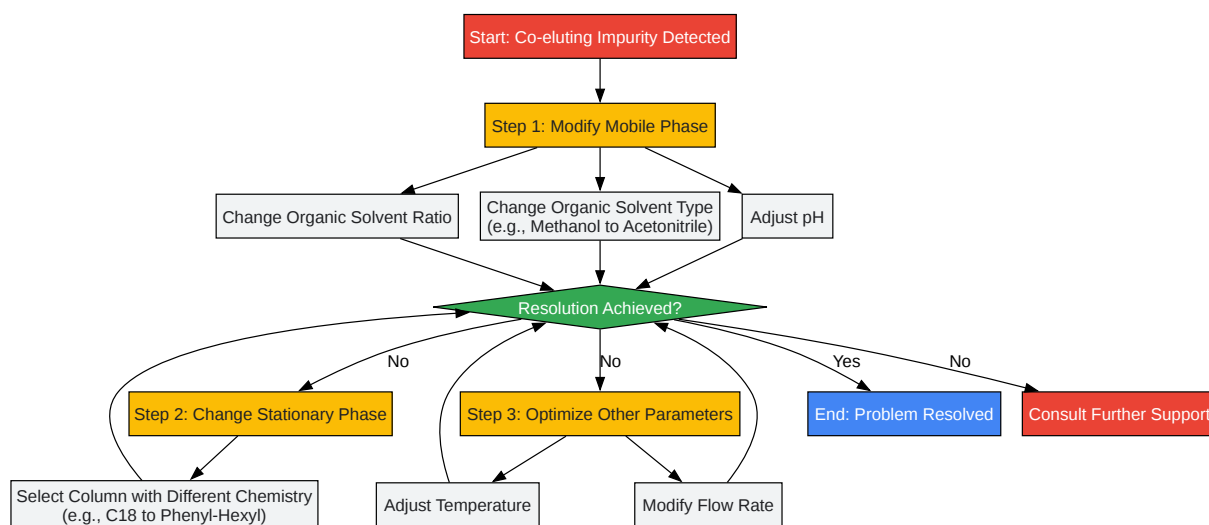 Start: Co-eluting Impurity Detected
Step 1: Modify Mobile Phase
Change Organic Solvent Ratio
Change Organic Solvent Type
(e.g., Methanol to Acetonitrile)
Adjust pH
Resolution Achieved?
No
No
Yes
No
Step 2: Change Stationary Phase
Step 3: Optimize Other Parameters
End: Problem Resolved
Consult Further Support
Select Column with Different Chemistry
(e.g., C18 to Phenyl-Hexyl)
Adjust Temperature
Modify Flow Rate